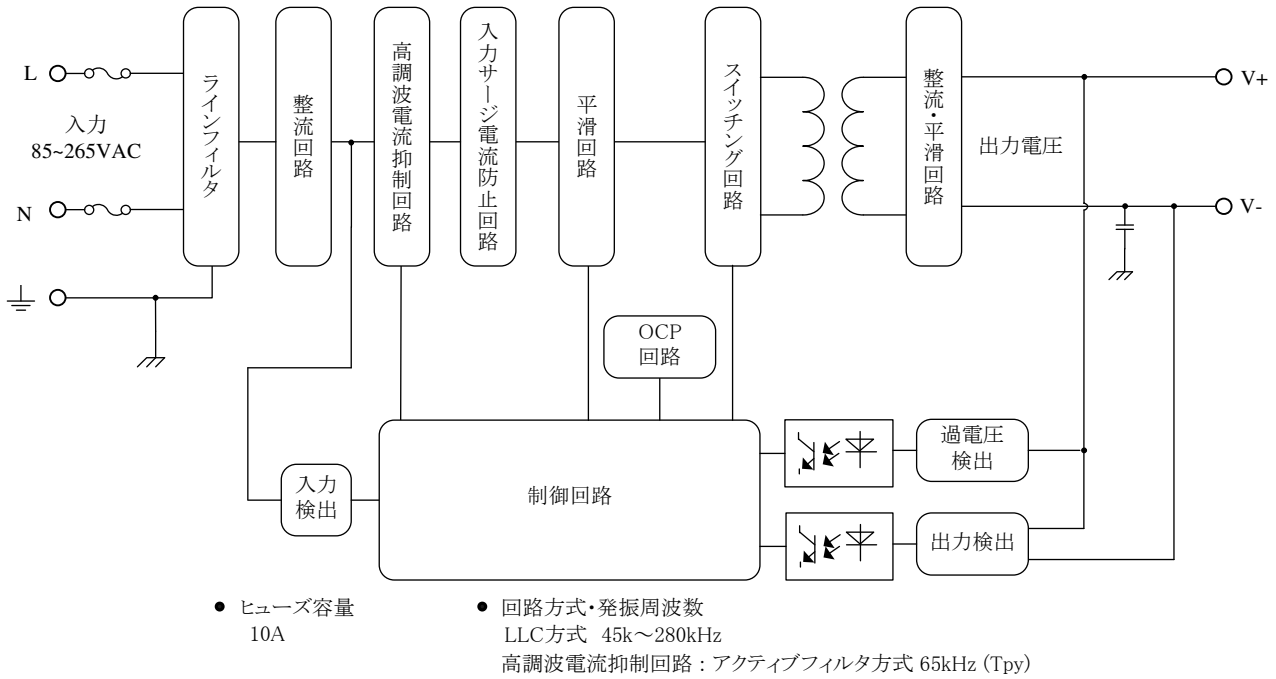 L
入力
85~265VAC
N
ラインフィルタ
整流回路
高調波電流抑制回路
入力サージ電流防止回路
平滑回路
スイッチング回路
整流・平滑回路
出力電圧
V+
V-
OCP
回路
入力
検出
制御回路
過電圧
検出
出力検出
● ヒューズ容量
10A
● 回路方式・発振周波数
LLC方式 45k～280kHz
高調波電流抑制回路 : アクティブフィルタ方式 65kHz (Tpy)